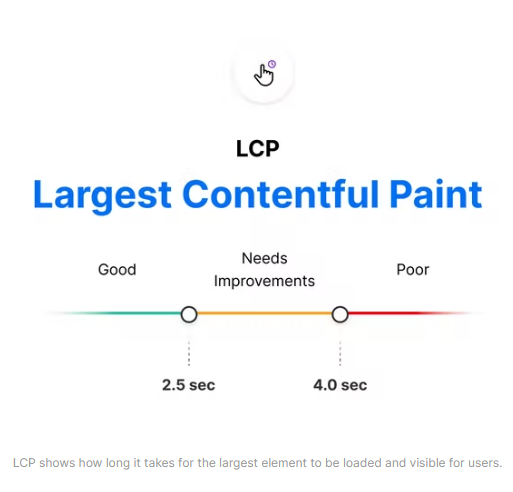 LCP
Largest Contentful Paint
Good
Needs
Improvements
Poor
2.5 sec
4.0 sec
LCP shows how long it takes for the largest element to be loaded and visible for users.